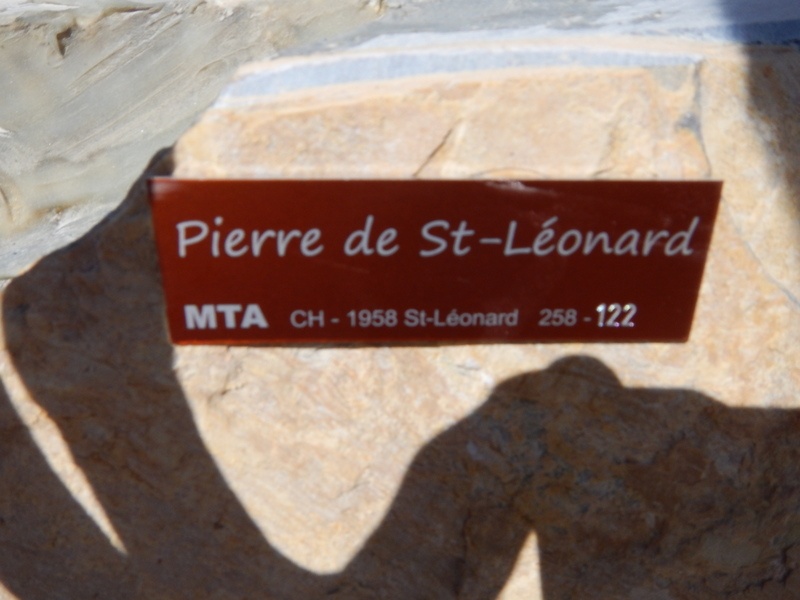 Pierre de St-Léonard
MTA CH - 1958 St-Léonard 258 - 122